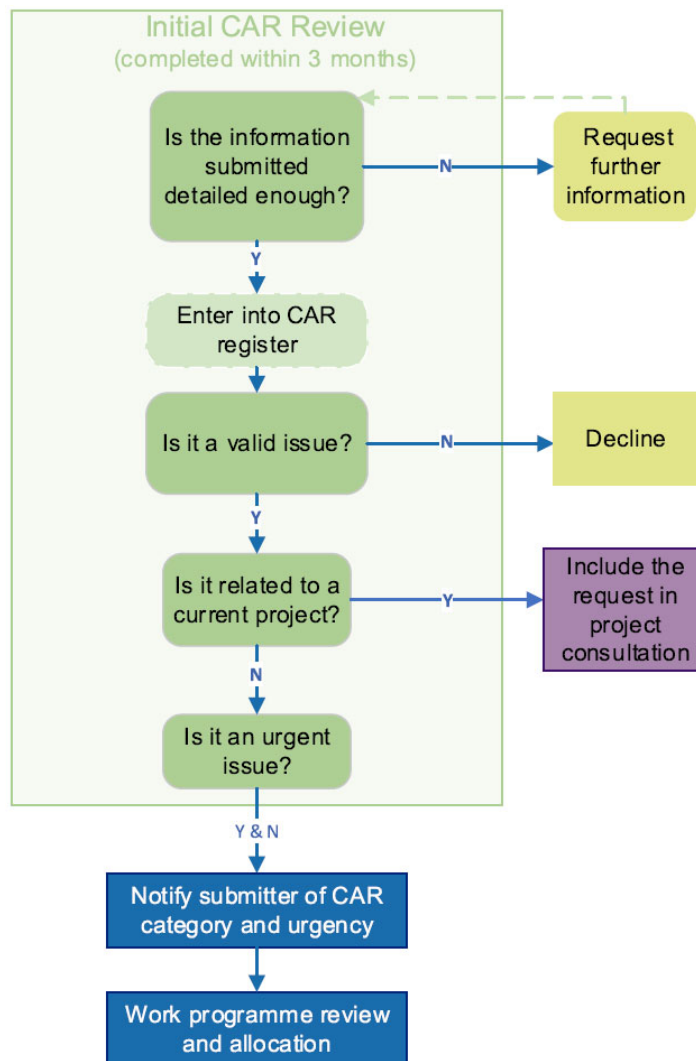 Initial CAR Review
(completed within 3 months)
Is the information
submitted
detailed enough?
N
Request
further
information
Y
Enter into CAR
register
Is it a valid issue?
N
Decline
Y
Is it related to a
current project?
Y
Include the
request in
project
consultation
N
Is it an urgent
issue?
Y & N
Notify submitter of CAR
category and urgency
Work programme review
and allocation